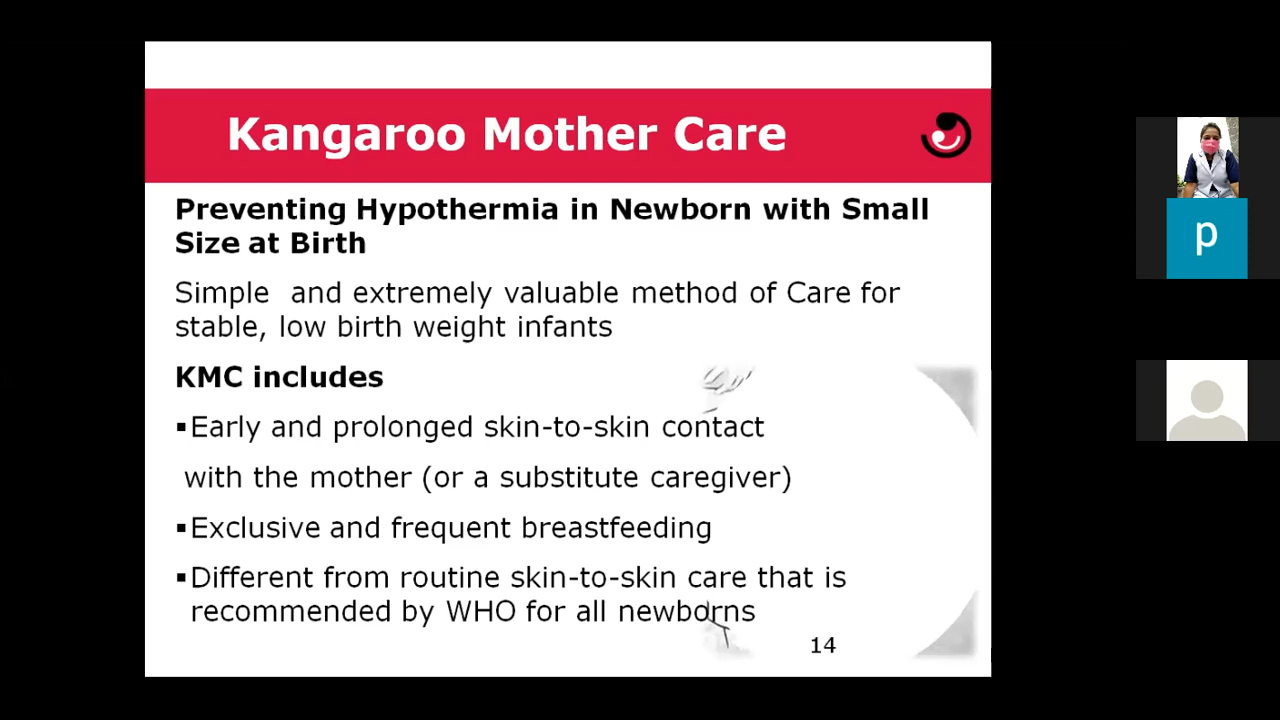 Kangaroo Mother Care
Preventing Hypothermia in Newborn with Small
Size at Birth
Simple and extremely valuable method of Care for
stable, low birth weight infants
KMC includes
▪Early and prolonged skin-to-skin contact
with the mother (or a substitute caregiver)
▪Exclusive and frequent breastfeeding
▪Different from routine skin-to-skin care that is
recommended by WHO for all newborns
14
p